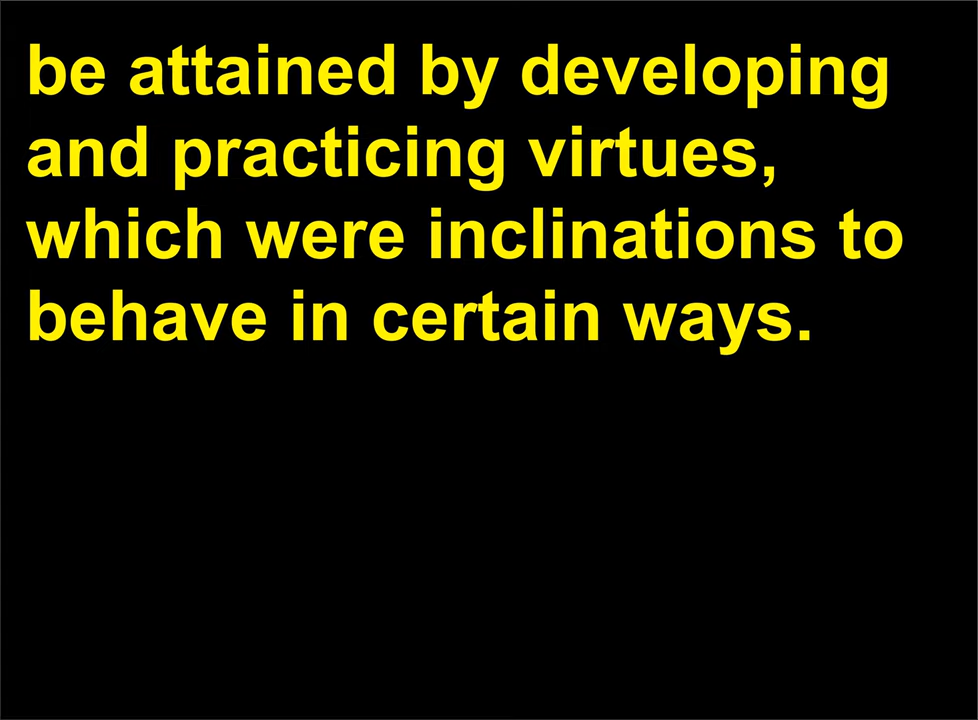 be attained by developing
and practicing virtues,
which were inclinations to
behave in certain ways.